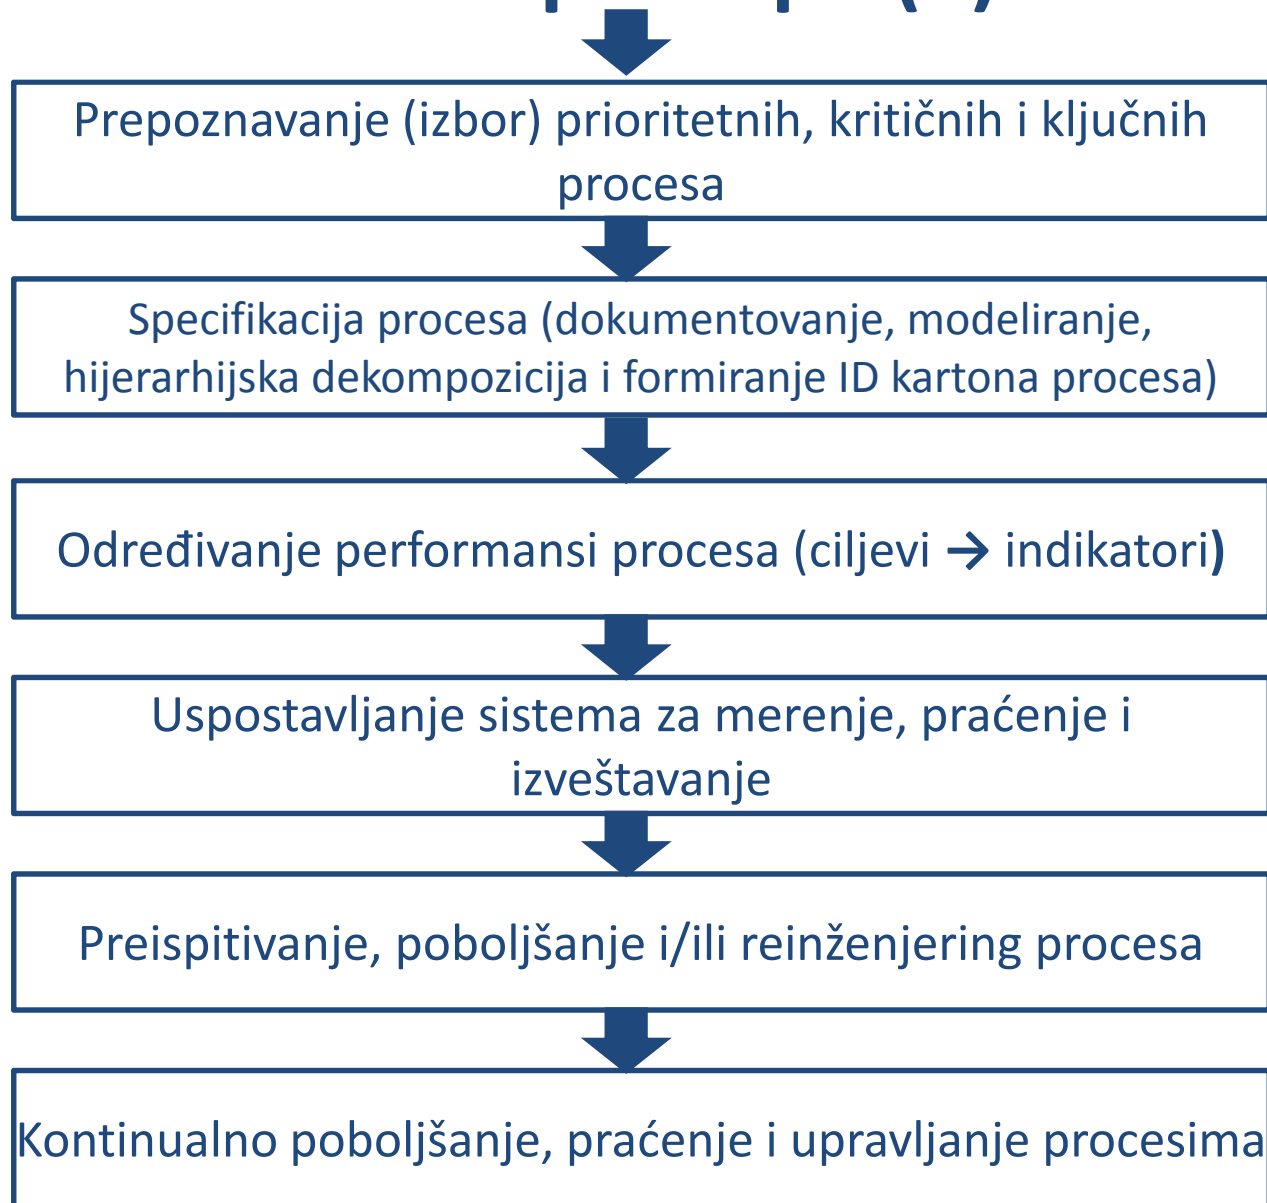 Prepoznavanje (izbor) prioritetnih, kritičnih i ključnih
procesa
Specifikacija procesa (dokumentovanje, modeliranje,
hijerarhijska dekompozicija i formiranje ID kartona procesa)
Određivanje performansi procesa (ciljevi → indikatori)
Uspostavljanje sistema za merenje, praćenje i
izveštavanje
Preispitivanje, poboljšanje i/ili reinženjering procesa
Kontinualno poboljšanje, praćenje i upravljanje procesima